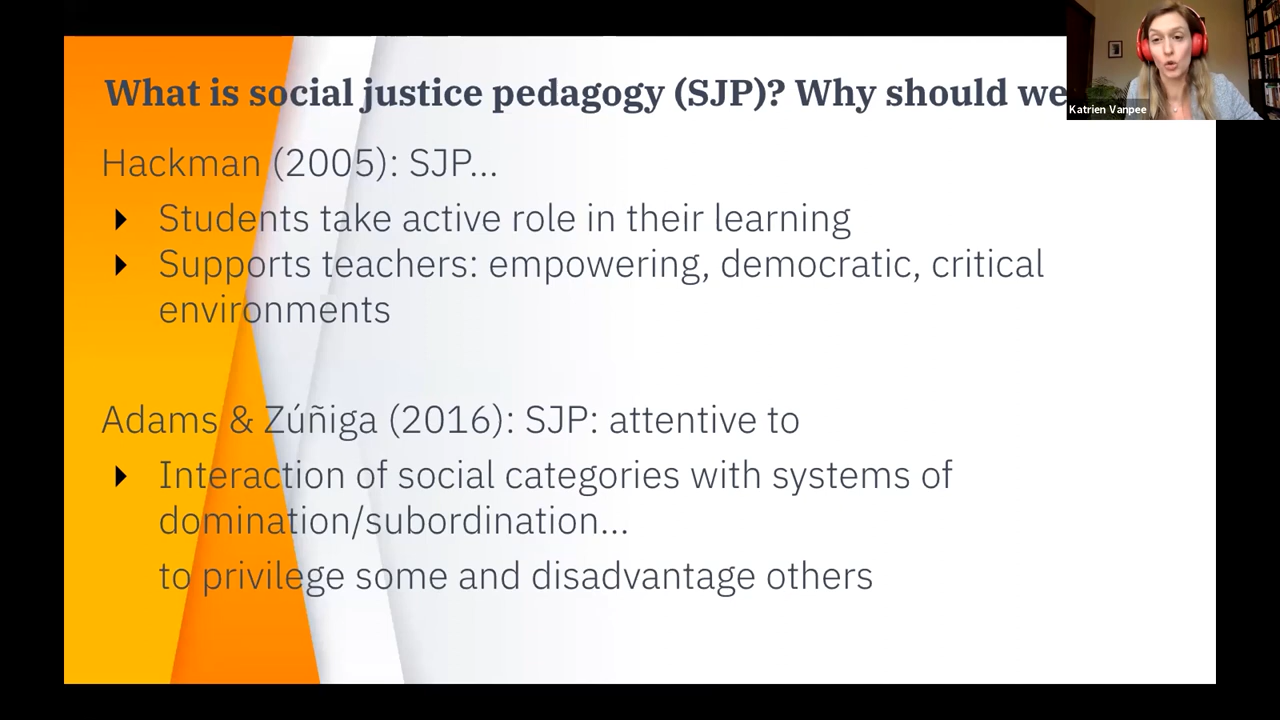 What is social justice pedagogy (SJP)? Why should we
Katrien Vanpee
Hackman (2005): SJP...
Students take active role in their learning
Supports teachers: empowering, democratic, critical
environments
Adams & Zúñiga (2016): SJP: attentive to
Interaction of social categories with systems of
domination/subordination...
to privilege some and disadvantage others